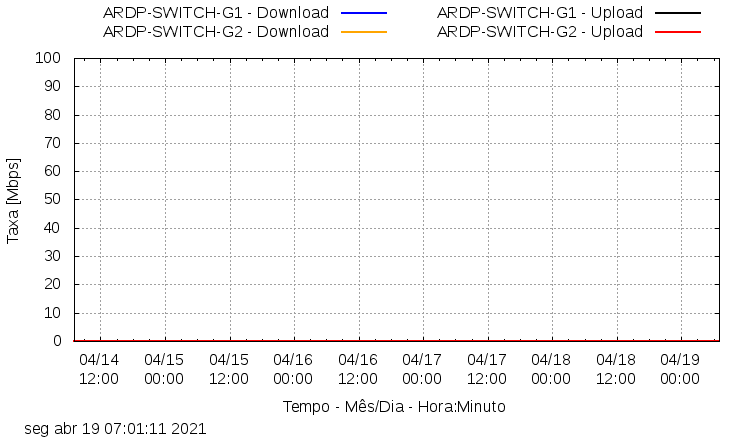 ARDP-SWITCH-G1 - Download ARDP-SWITCH-G1 - Upload
ARDP-SWITCH-G2 - Download ARDP-SWITCH-G2 - Upload
100
90
80
70
60
50
40
30
20
10
0
Taxa [Mbps]
04/14 04/15 04/15 04/16 04/16 04/17 04/17 04/18 04/18 04/19
12:00 00:00 12:00 00:00 12:00 00:00 12:00 00:00 12:00 00:00
Tempo - Mês/Dia - Hora:Minuto
seg abr 19 07:01:11 2021